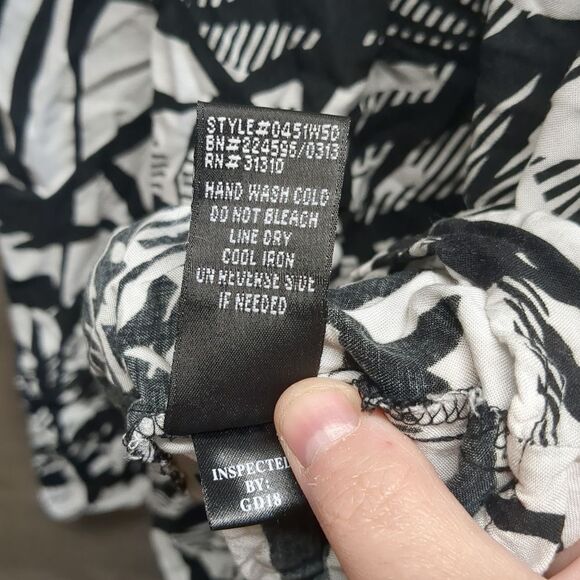 STYLE#0451W50
BN#224595/0313
RN#31310
HAND WASH COLD
DO NOT BLEACH
LINE DRY
COOL IRON
ON REVERSE SIDE
IF NEEDED
INSPECTED
BY:
GD18